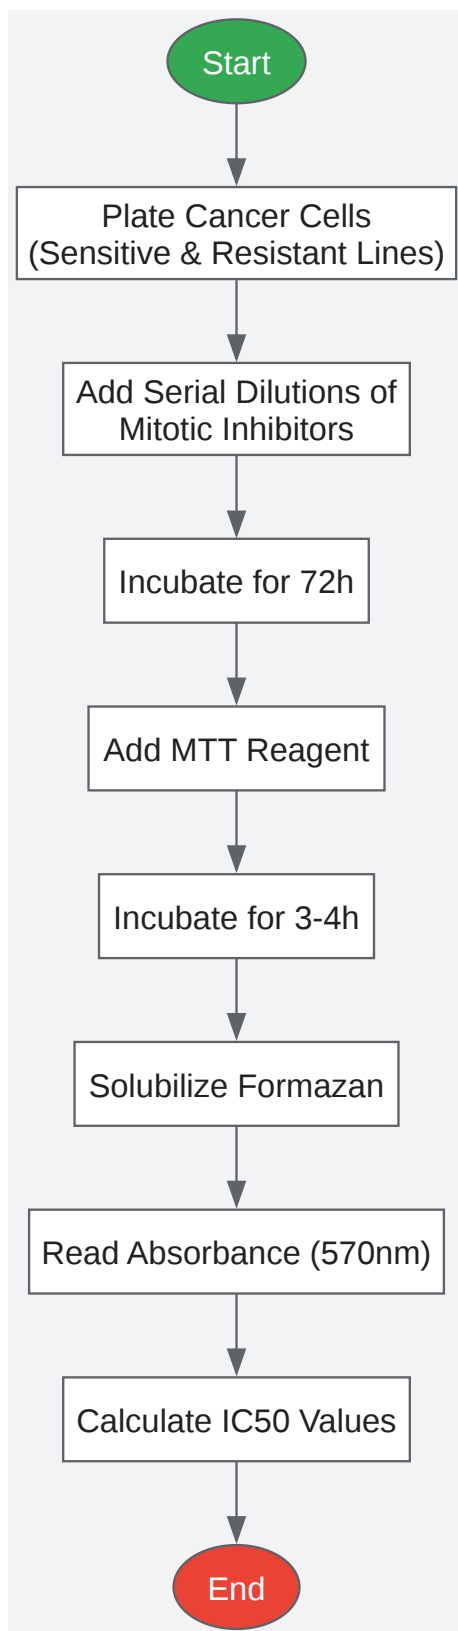 Start
Plate Cancer Cells
(Sensitive & Resistant Lines)
Add Serial Dilutions of
Mitotic Inhibitors
Incubate for 72h
Add MTT Reagent
Incubate for 3-4h
Solubilize Formazan
Read Absorbance (570nm)
Calculate IC50 Values
End